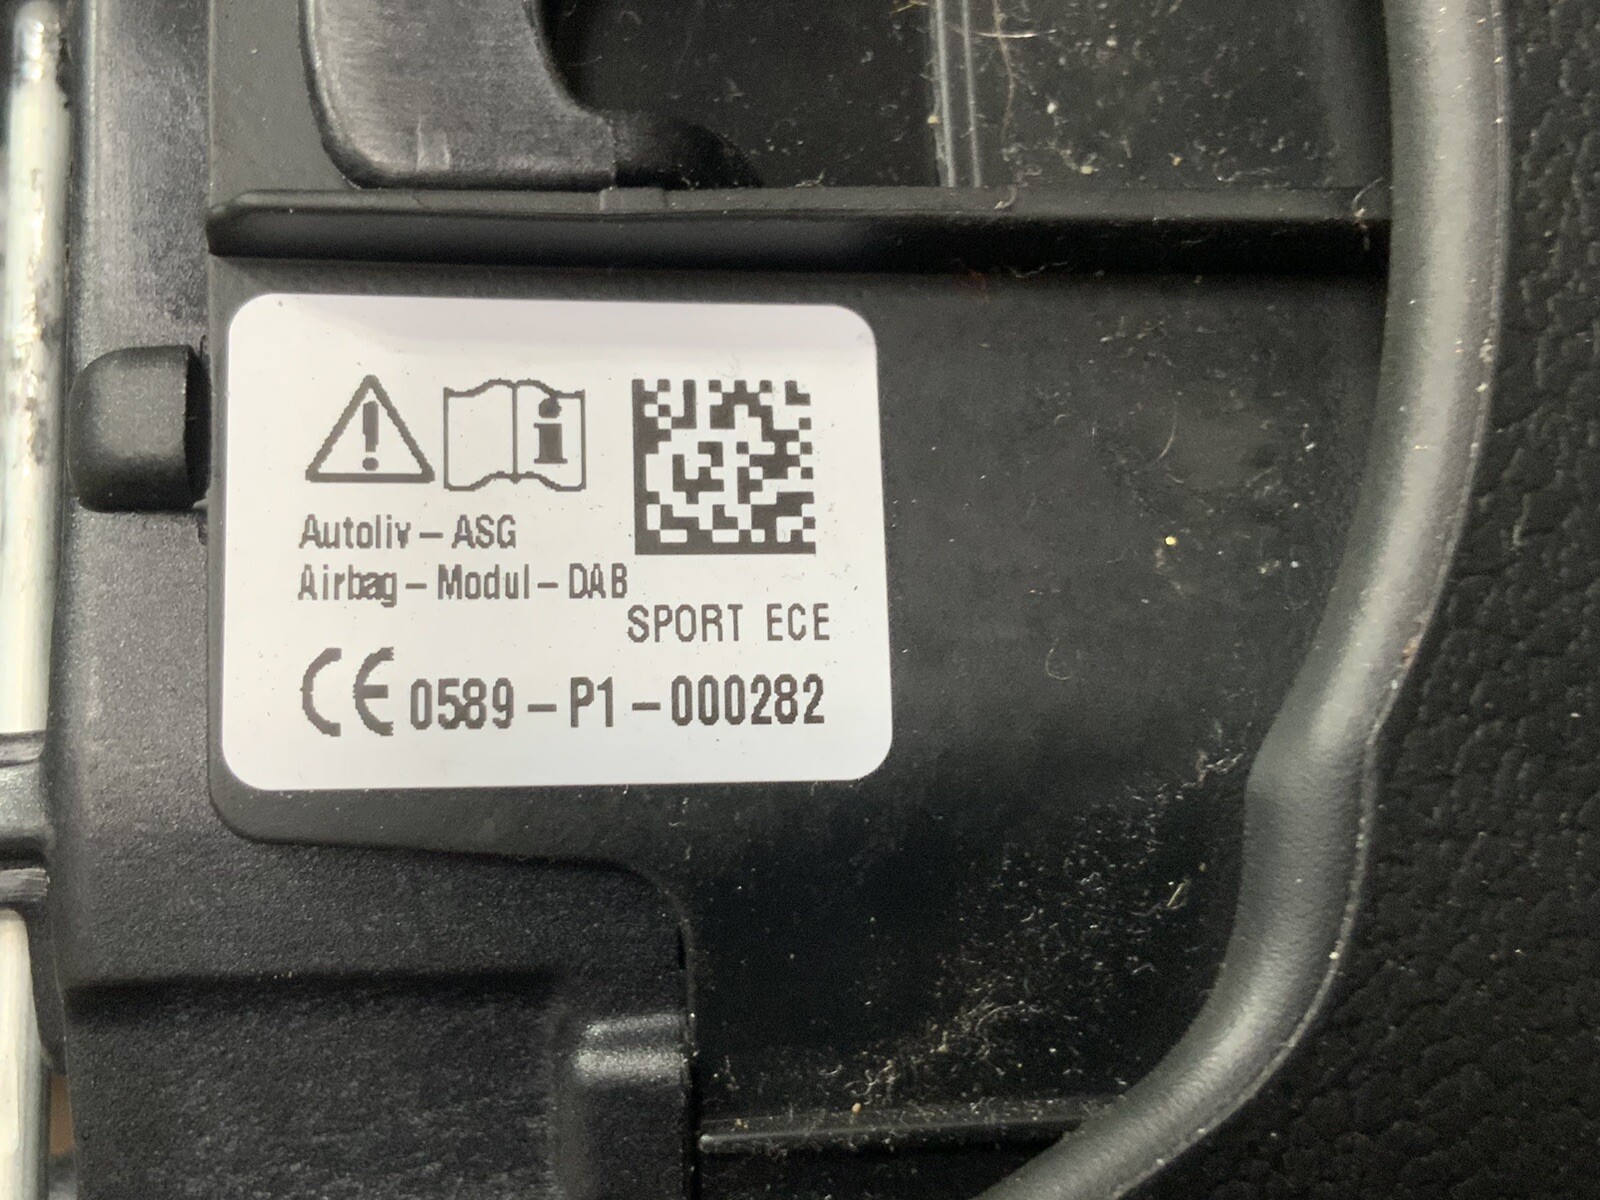 Autoliv-ASG
Airbag-Modul-DAB
SPORT ECE
CE 0589-P1-000282